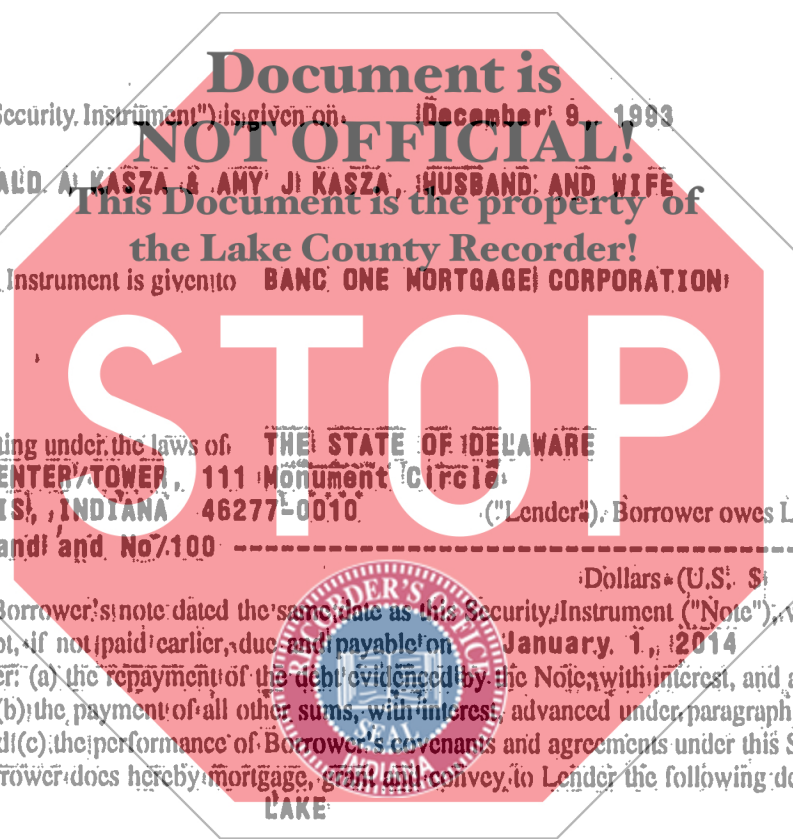 Document is
Security Instrument") is given on December 9, 1993
NOT OFFICIAL!
ALD A KASZA & AMY J KASZA, HUSBAND AND WIFE
This Document is the property of
the Lake County Recorder!
Instrument is given to BANC ONE MORTGAGE CORPORATION
STOP
ting under the laws of THE STATE OF DELAWARE
ENTER/TOWER, 111 Monument Circle
IS, INDIANA 46277-0010 ("Lender"). Borrower owes L
and and No/100 ----------------------------------------
Dollars (U.S. $
RECORDER'S OFFICE
Borrower's note dated the same date as this Security Instrument ("Note"),
bt, if not paid earlier, due and payable on January 1, 2014
er: (a) the repayment of the debt evidenced by the Note, with interest, and a
(b) the payment of all other sums, with interest, advanced under paragraph
d (c) the performance of Borrower's covenants and agreements under this S
SEAL
INDIANA
rrower does hereby mortgage, grant and convey to Lender the following de
LAKE